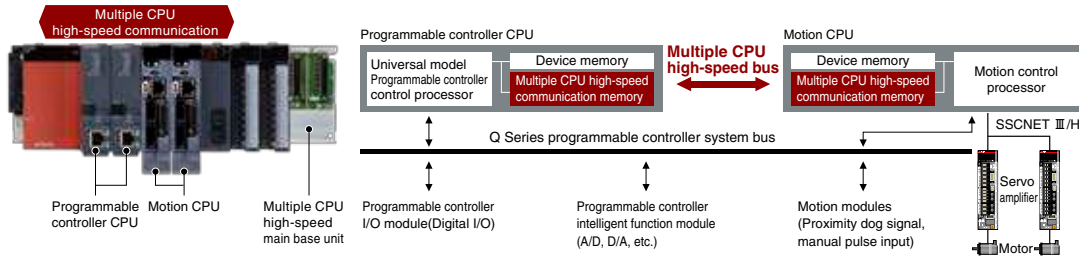 Multiple CPU
high-speed communication
Programmable
controller CPU
Motion CPU
Multiple CPU
high-speed
main base unit
Programmable controller CPU
Universal model
Programmable controller
control processor
Device memory
Multiple CPU high-speed
communication memory
Multiple CPU
high-speed bus
Motion CPU
Device memory
Multiple CPU high-speed
communication memory
Motion control
processor
SSCNET Ⅲ/H
Q Series programmable controller system bus
Programmable controller
I/O module(Digital I/O)
Programmable controller
intelligent function module
(A/D, D/A, etc.)
Motion modules
(Proximity dog signal,
manual pulse input)
Servo
amplifier
Motor